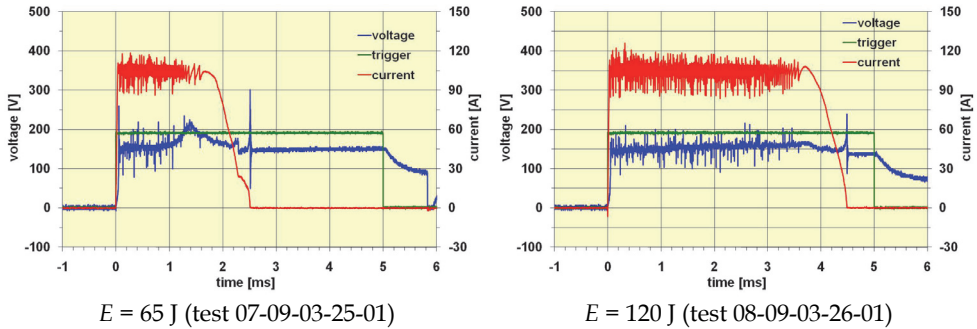 500
400
300
200
100
0
-100
voltage [V]
150
120
90
60
30
0
-30
current [A]
voltage
trigger
current
-1 0 1 2 3 4 5 6
time [ms]
E = 65 J (test 07-09-03-25-01)
500
400
300
200
100
0
-100
voltage [V]
150
120
90
60
30
0
-30
current [A]
voltage
trigger
current
-1 0 1 2 3 4 5 6
time [ms]
E = 120 J (test 08-09-03-26-01)